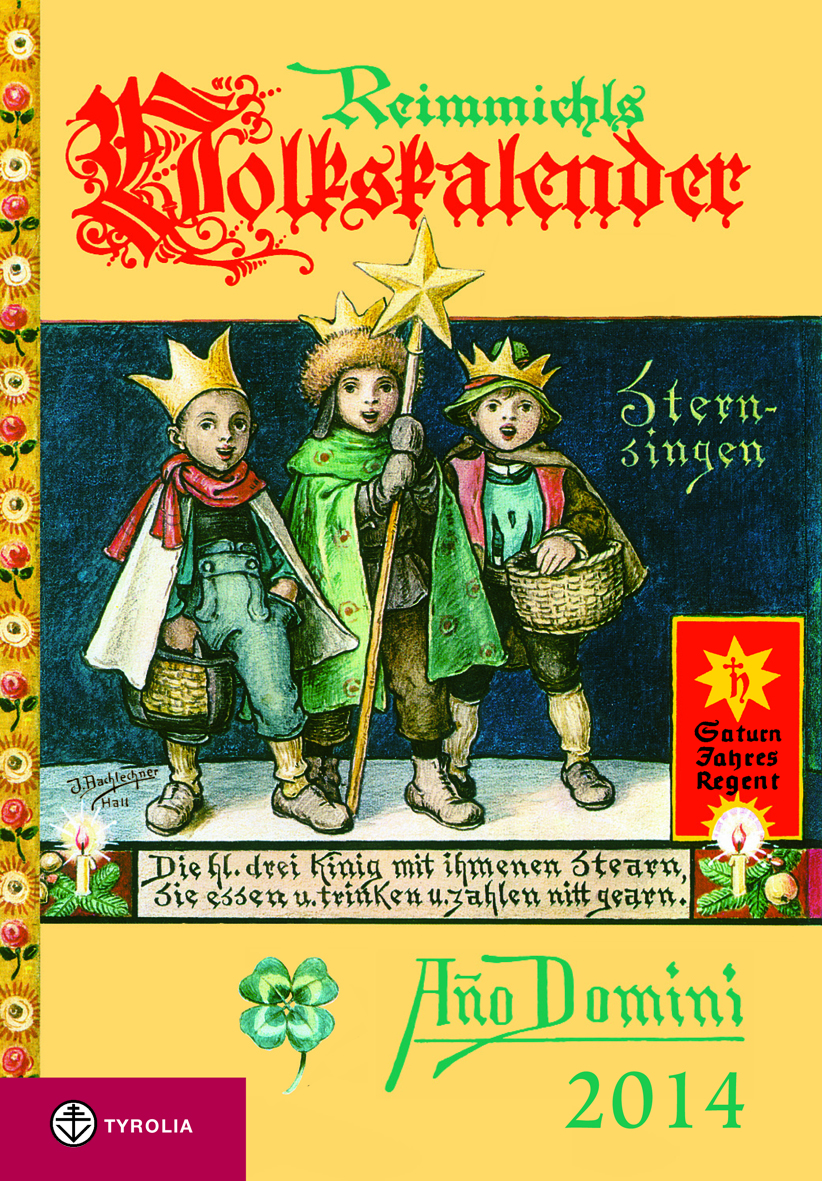 Reimmichls
Volkskalender
Stern-
singen
♄
Saturn
Jahres
Regent
J. Bachlechner
Hall
Die hl. drei Kinig mit ihmenen Stearn,
Sie essen u. trinken u. zahlen nitt gearn.
Año Domini
2014
TYROLIA